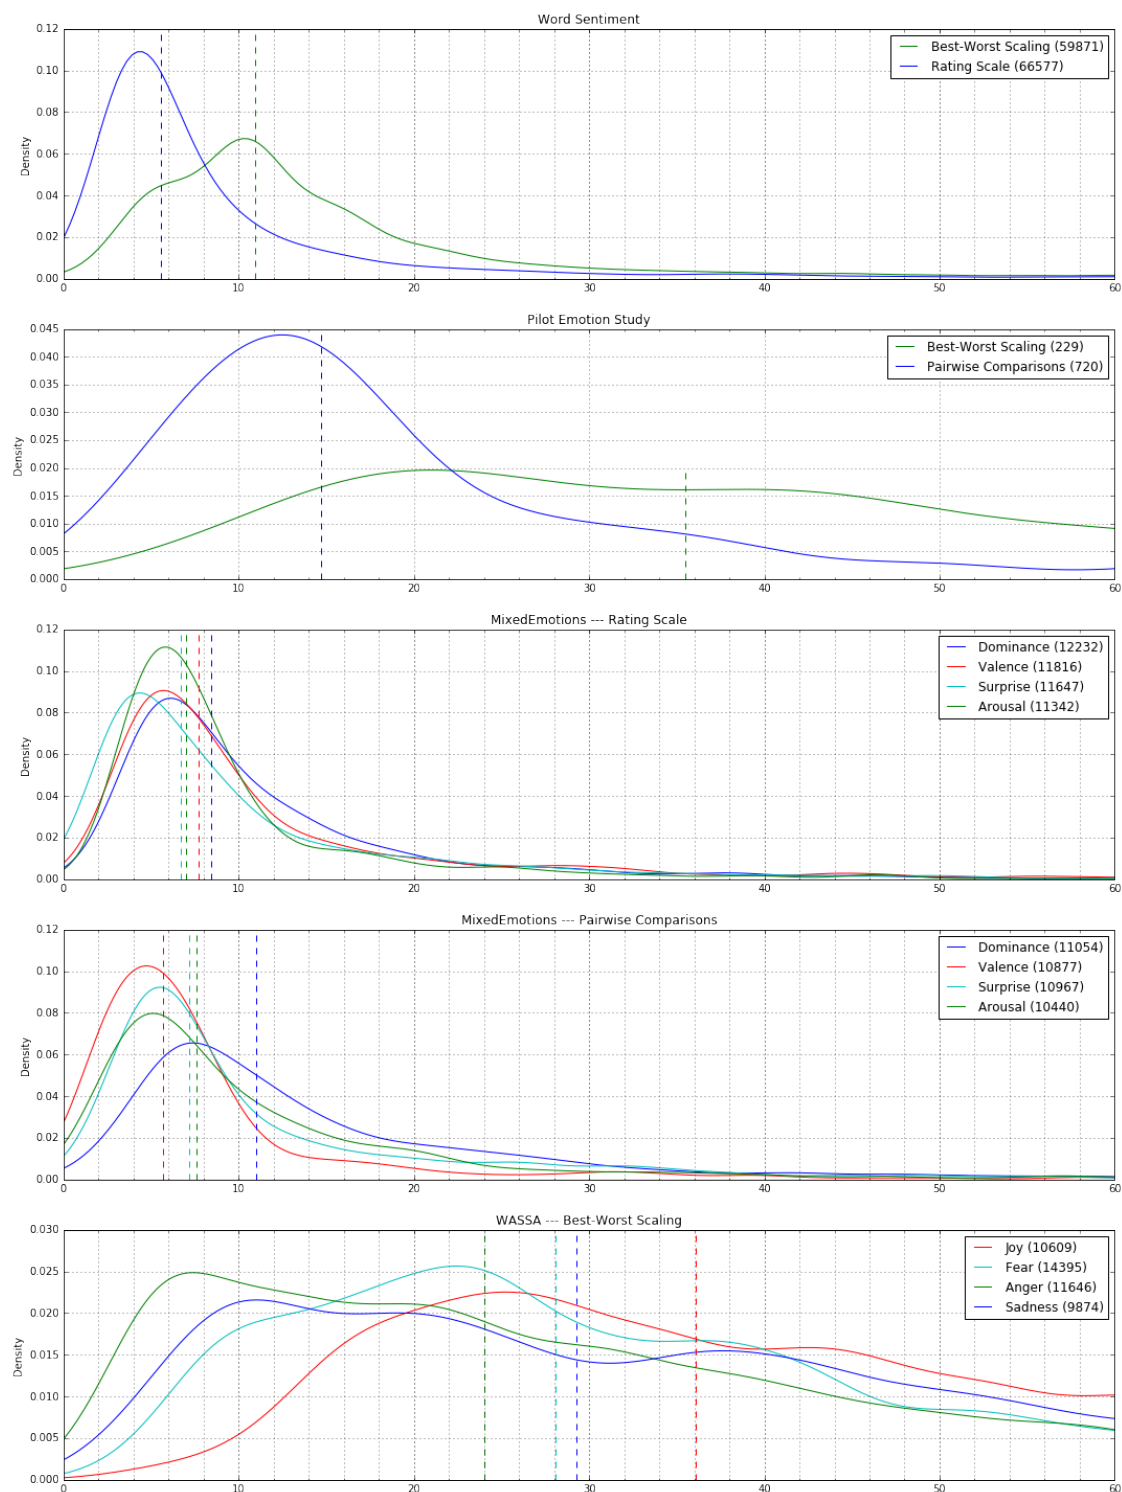 Word Sentiment
0.12
0.10
0.08
0.06
0.04
0.02
0.00
Density
Best-Worst Scaling (59871)
Rating Scale (66577)
0 10 20 30 40 50 60
Pilot Emotion Study
0.045
0.040
0.035
0.030
0.025
0.020
0.015
0.010
0.005
0.000
Density
Best-Worst Scaling (229)
Pairwise Comparisons (720)
0 10 20 30 40 50 60
MixedEmotions --- Rating Scale
0.12
0.10
0.08
0.06
0.04
0.02
0.00
Density
Dominance (12232)
Valence (11816)
Surprise (11647)
Arousal (11342)
0 10 20 30 40 50 60
MixedEmotions --- Pairwise Comparisons
0.12
0.10
0.08
0.06
0.04
0.02
0.00
Density
Dominance (11054)
Valence (10877)
Surprise (10967)
Arousal (10440)
0 10 20 30 40 50 60
WASSA --- Best-Worst Scaling
0.030
0.025
0.020
0.015
0.010
0.005
0.000
Density
Joy (10609)
Fear (14395)
Anger (11646)
Sadness (9874)
0 10 20 30 40 50 60